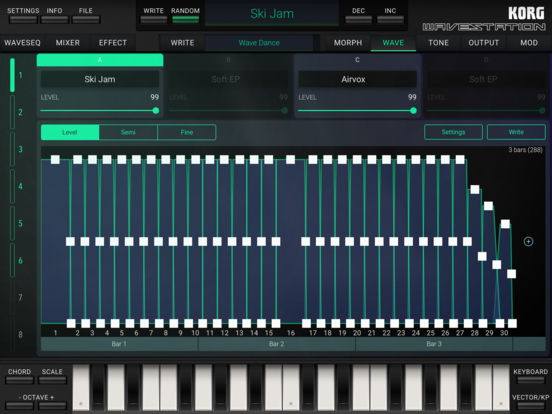 SETTINGS INFO FILE WRITE RANDOM Ski Jam DEC INC KORG
WAVESTATION
WAVESEQ MIXER EFFECT WRITE Wave Dance MORPH WAVE TONE OUTPUT MOD
A B C D
1 Ski Jam Soft EP Airvox Soft EP
LEVEL 99 LEVEL 99 LEVEL 99 LEVEL 99
2
Level Semi Fine Settings Write
3 3 bars (288)
4
5
6
7
8 1 2 3 4 5 6 7 8 9 10 11 12 13 14 15 16 17 18 19 20 21 22 23 24 25 26 27 28 29 30
Bar 1 Bar 2 Bar 3
CHORD SCALE KEYBOARD
- OCTAVE + VECTOR/KP